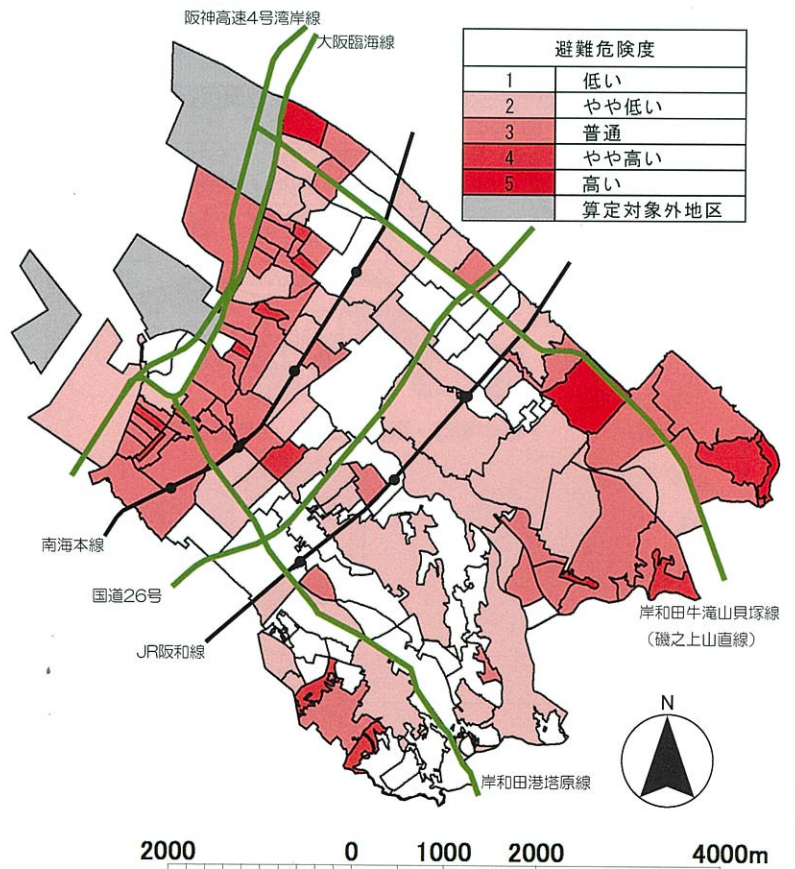 阪神高速4号湾岸線
大阪臨海線
避難危険度
1 低い
2 やや低い
3 普通
4 やや高い
5 高い
算定対象外地区
南海本線
国道26号
JR阪和線
岸和田牛滝山貝塚線
（磯之上山直線）
N
岸和田港塔原線
2000 0 1000 2000 4000m